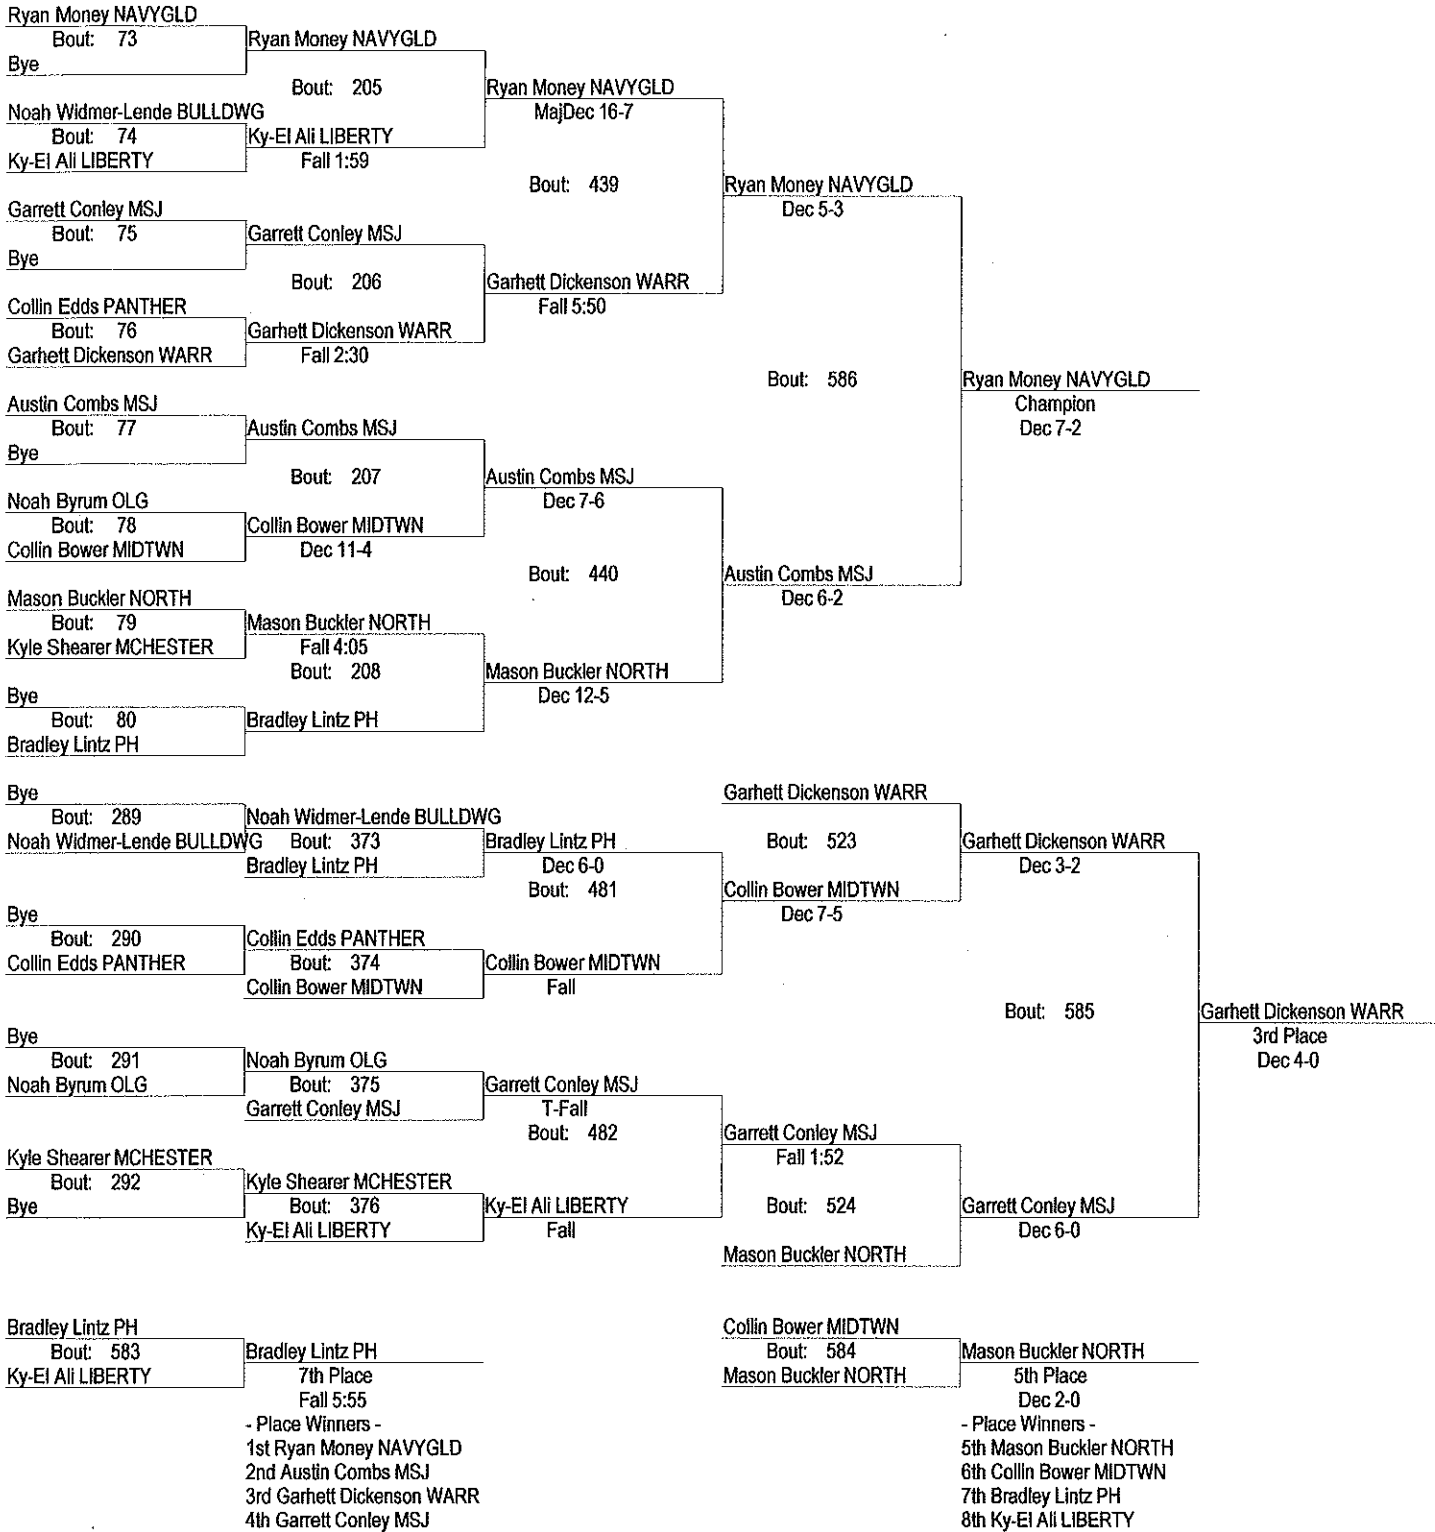 Ryan Money NAVYGLD
Bout: 73
Bye
Ryan Money NAVYGLD
Bout: 205
Noah Widmer-Lende BULLDWG
Bout: 74
Ky-El Ali LIBERTY
Ky-El Ali LIBERTY
Fall 1:59
Ryan Money NAVYGLD
MajDec 16-7
Bout: 439
Garrett Conley MSJ
Bout: 75
Bye
Garrett Conley MSJ
Bout: 206
Collin Edds PANTHER
Bout: 76
Garhett Dickenson WARR
Garhett Dickenson WARR
Fall 2:30
Garhett Dickenson WARR
Fall 5:50
Ryan Money NAVYGLD
Dec 5-3
Bout: 586
Austin Combs MSJ
Bout: 77
Bye
Austin Combs MSJ
Bout: 207
Noah Byrum OLG
Bout: 78
Collin Bower MIDTWN
Collin Bower MIDTWN
Dec 11-4
Austin Combs MSJ
Dec 7-6
Bout: 440
Mason Buckler NORTH
Bout: 79
Kyle Shearer MCHESTER
Mason Buckler NORTH
Fall 4:05
Bout: 208
Bye
Bout: 80
Bradley Lintz PH
Bradley Lintz PH
Mason Buckler NORTH
Dec 12-5
Austin Combs MSJ
Dec 6-2
Ryan Money NAVYGLD
Champion
Dec 7-2
Bye
Bout: 289
Noah Widmer-Lende BULLDWG
Noah Widmer-Lende BULLDWG
Bout: 373
Bradley Lintz PH
Bradley Lintz PH
Dec 6-0
Bout: 481
Bye
Bout: 290
Collin Edds PANTHER
Collin Edds PANTHER
Bout: 374
Collin Bower MIDTWN
Collin Bower MIDTWN
Fall
Garhett Dickenson WARR
Bout: 523
Collin Bower MIDTWN
Dec 7-5
Garhett Dickenson WARR
Dec 3-2
Bout: 585
Bye
Bout: 291
Noah Byrum OLG
Noah Byrum OLG
Bout: 375
Garrett Conley MSJ
Garrett Conley MSJ
T-Fall
Bout: 482
Kyle Shearer MCHESTER
Bout: 292
Bye
Kyle Shearer MCHESTER
Bout: 376
Ky-El Ali LIBERTY
Ky-El Ali LIBERTY
Fall
Garrett Conley MSJ
Fall 1:52
Bout: 524
Mason Buckler NORTH
Garrett Conley MSJ
Dec 6-0
Garhett Dickenson WARR
3rd Place
Dec 4-0
Bradley Lintz PH
Bout: 583
Ky-El Ali LIBERTY
Bradley Lintz PH
7th Place
Fall 5:55
- Place Winners -
1st Ryan Money NAVYGLD
2nd Austin Combs MSJ
3rd Garhett Dickenson WARR
4th Garrett Conley MSJ
Collin Bower MIDTWN
Bout: 584
Mason Buckler NORTH
Mason Buckler NORTH
5th Place
Dec 2-0
- Place Winners -
5th Mason Buckler NORTH
6th Collin Bower MIDTWN
7th Bradley Lintz PH
8th Ky-El Ali LIBERTY